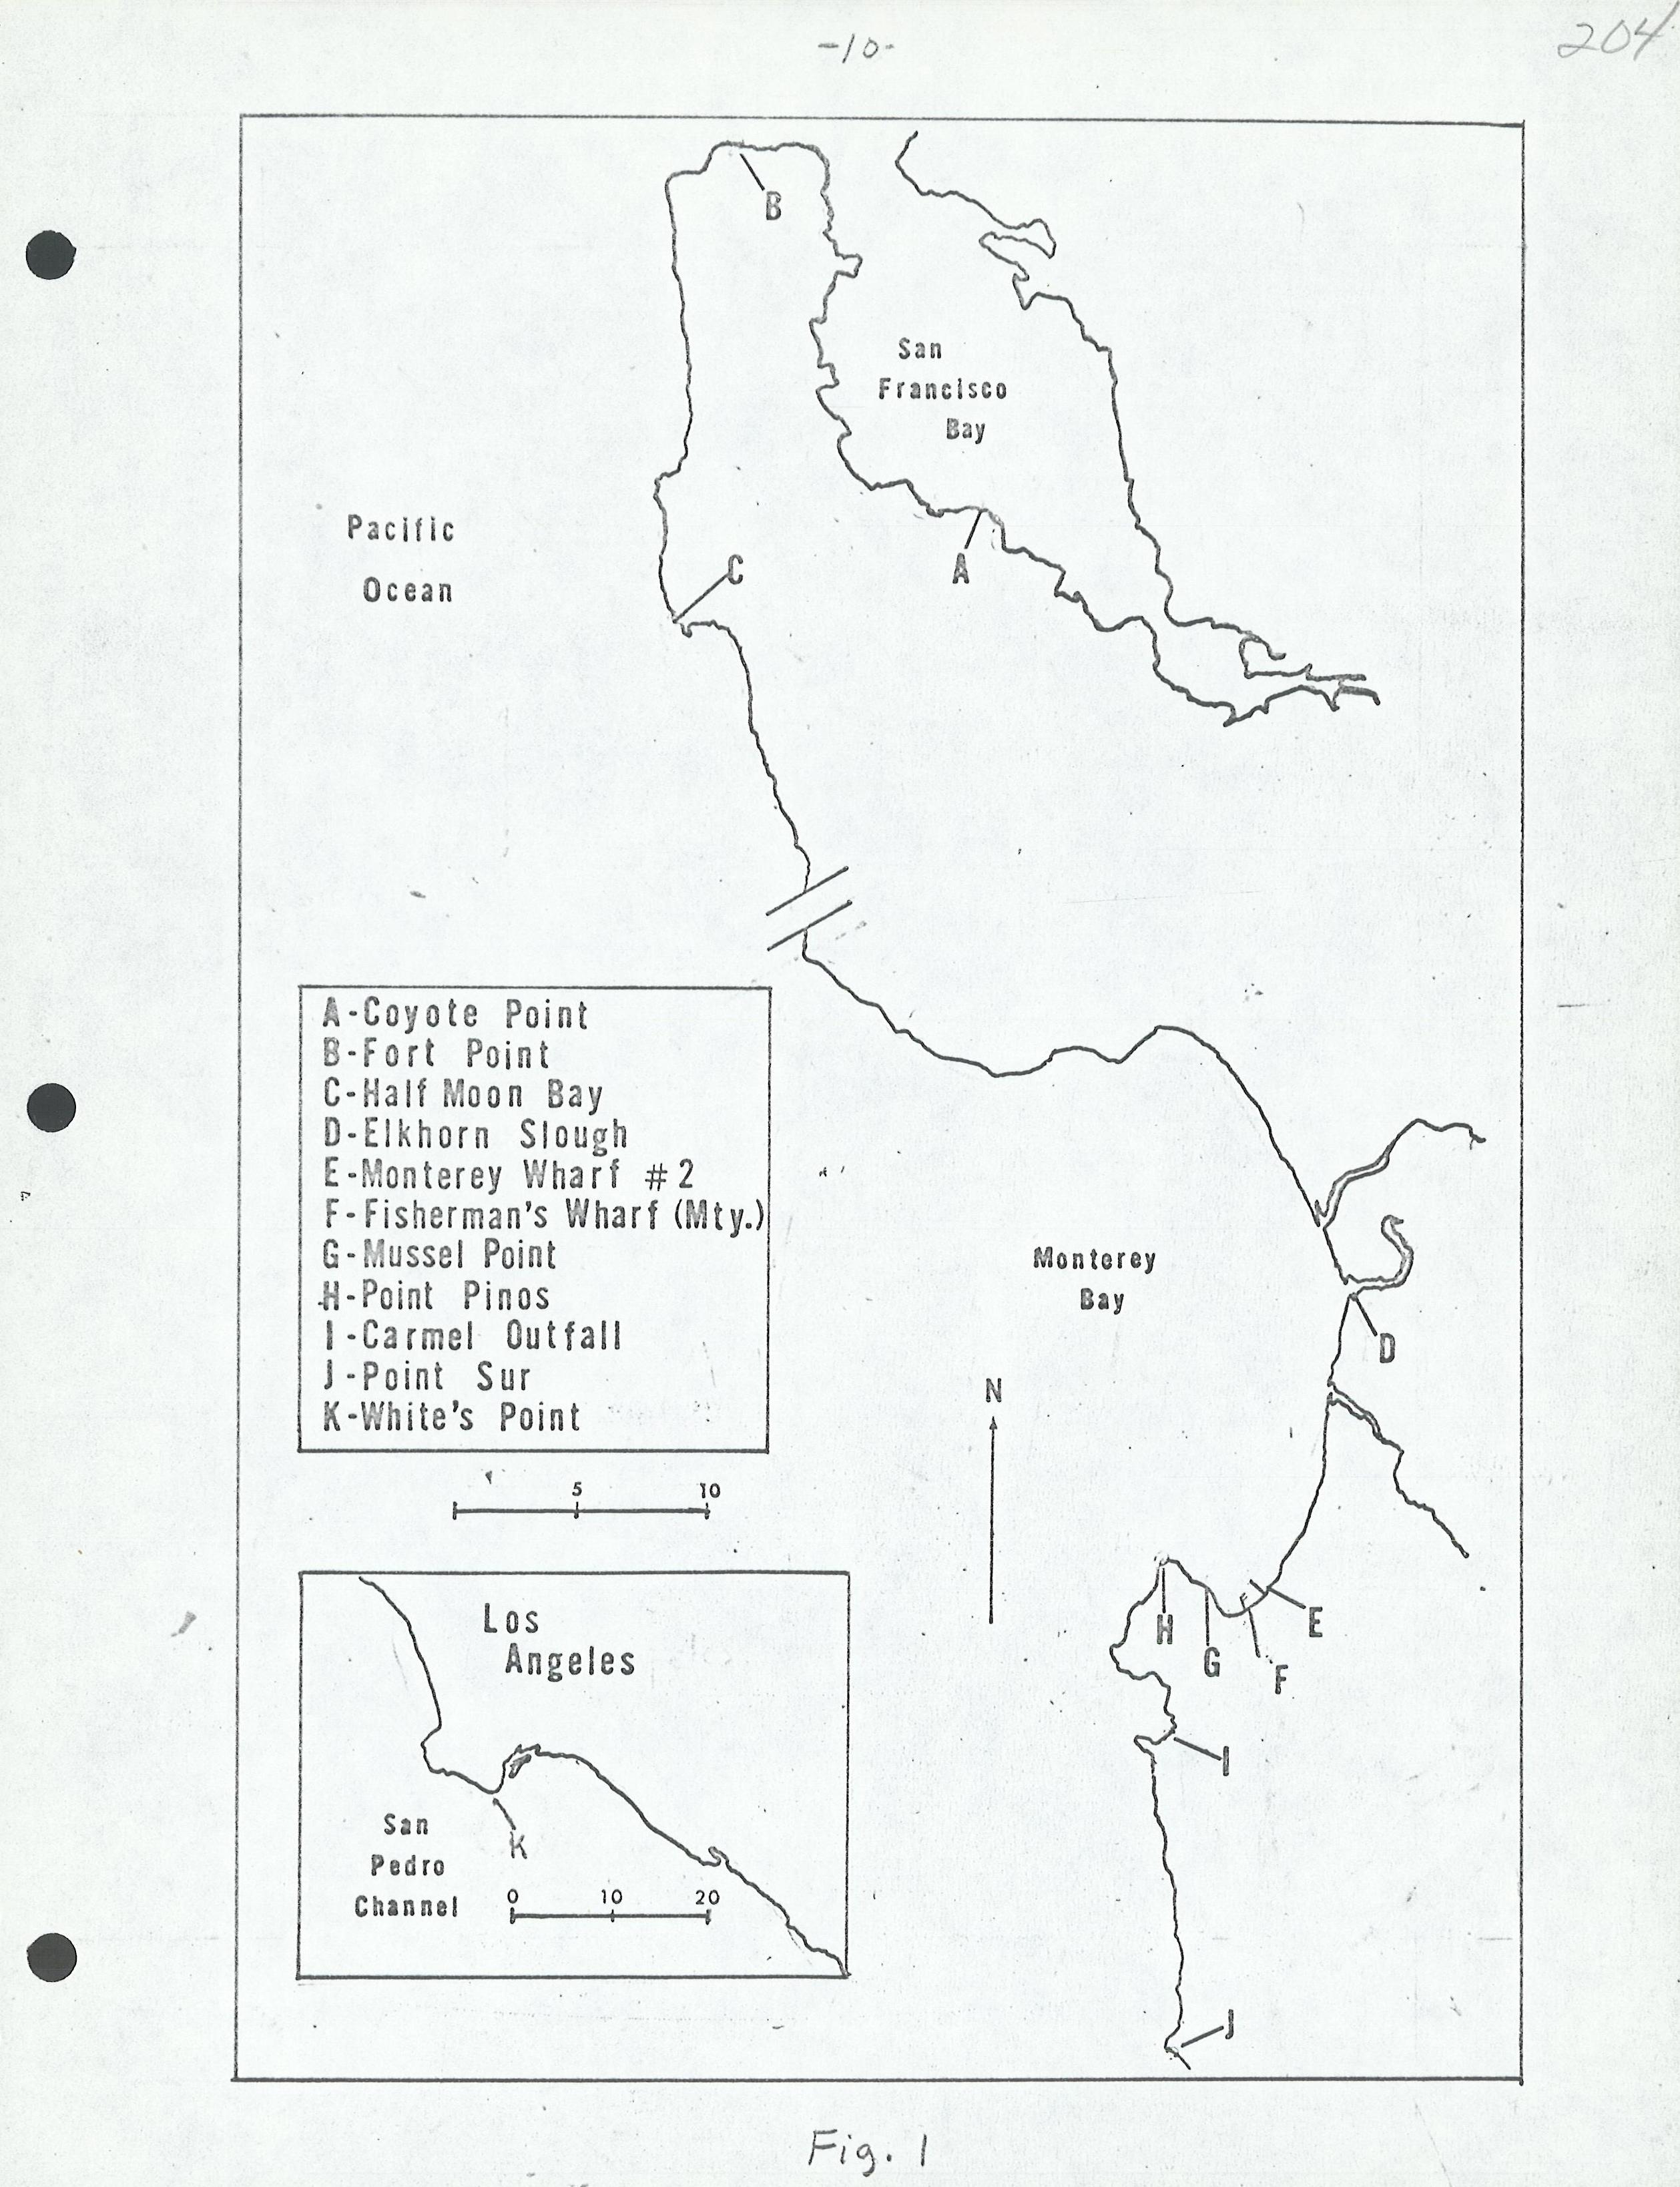 -10-
204
B
San
Francisco
Bay
Pacific
Ocean
C
A
A-Coyote Point
B-Fort Point
C-Half Moon Bay
D-Elkhorn Slough
E-Monterey Wharf #2
F-Fisherman's Wharf (Mty.)
G-Mussel Point
H-Point Pinos
I-Carmel Outfall
J-Point Sur
K-White's Point
Monterey
Bay
D
N
5 10
E
H
G
F
I
Los
Angeles
San
Pedro
Channel
K
0 10 20
J
Fig. 1